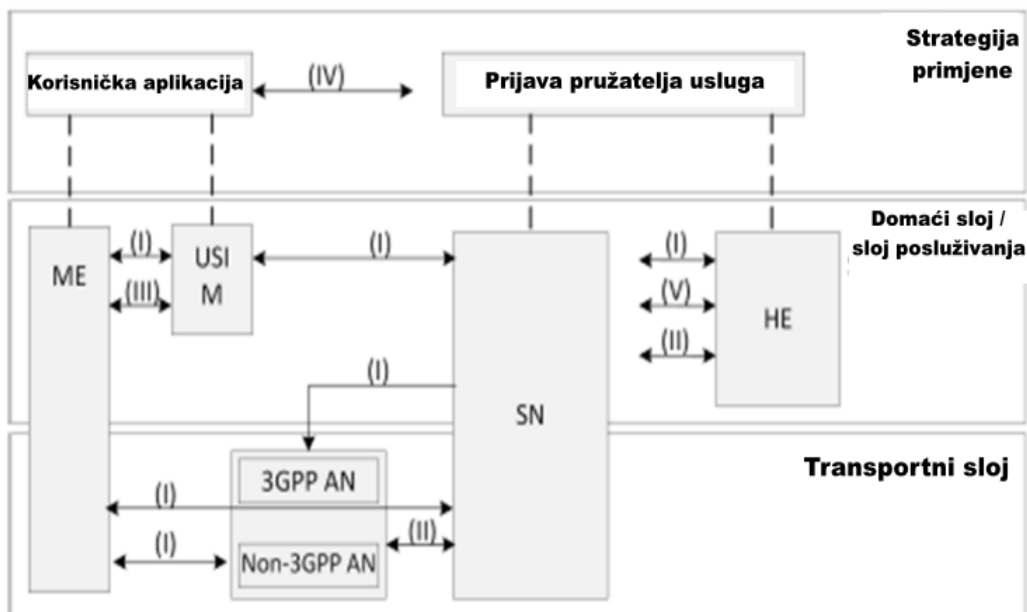 Strategija
primjene
Korisnička aplikacija
(IV)
Prijava pružatelja usluga
Domaći sloj /
sloj posluživanja
ME
(I)
(III)
USI
M
(I)
(I)
SN
(I)
(V)
(II)
HE
Transportni sloj
3GPP AN
(I)
(I)
(II)
Non-3GPP AN